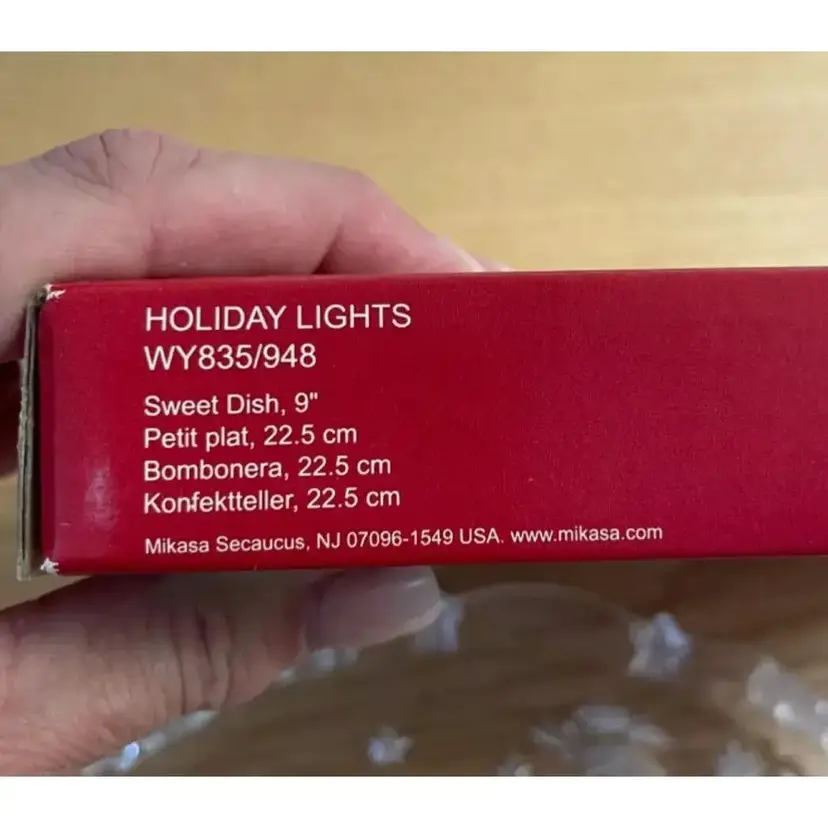 HOLIDAY LIGHTS
WY835/948
Sweet Dish, 9"
Petit plat, 22.5 cm
Bombonera, 22.5 cm
Konfektteller, 22.5 cm
Mikasa Secaucus, NJ 07096-1549 USA. www.mikasa.com